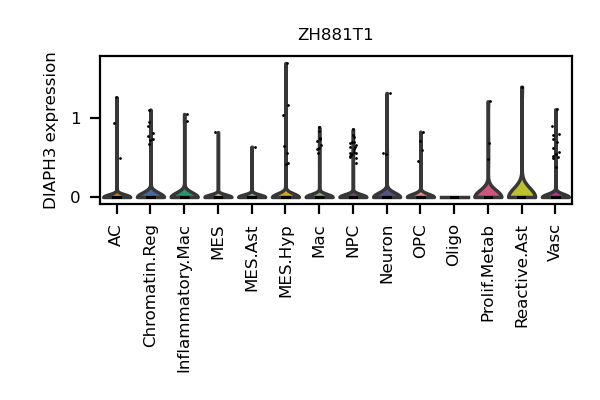 ZH881T1
DIAPH3 expression
1
0
AC
Chromatin.Reg
Inflammatory.Mac
MES
MES.Ast
MES.Hyp
Mac
NPC
Neuron
OPC
Oligo
Prolif.Metab
Reactive.Ast
Vasc